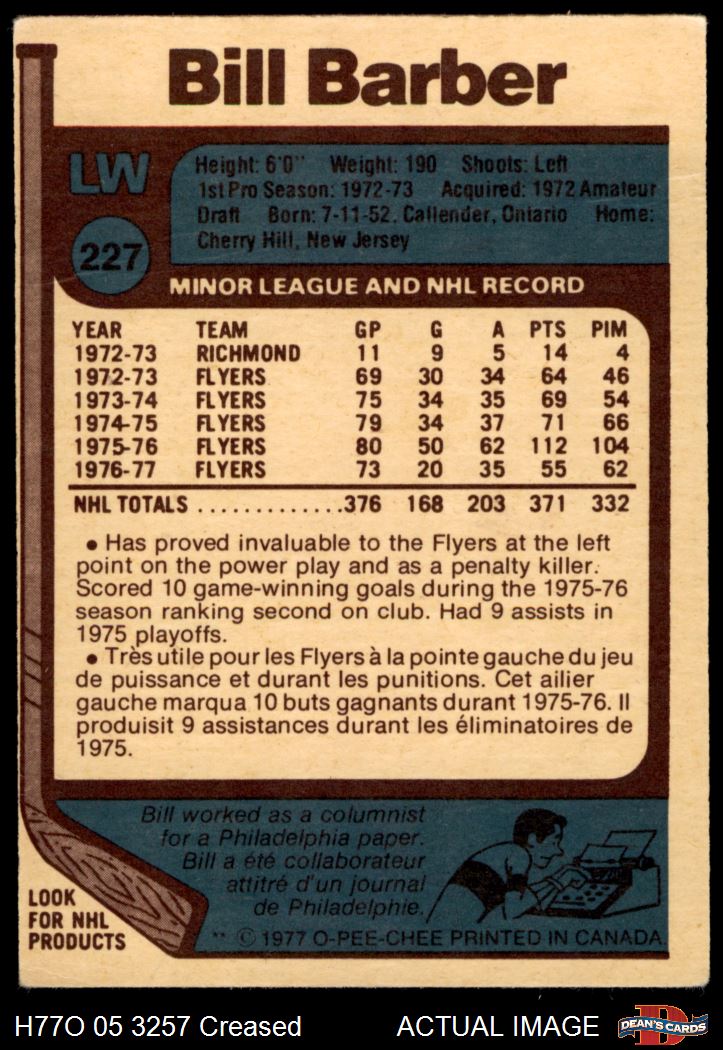 Bill Barber
LW
Height: 6'0" Weight: 190 Shoots: Left
1st Pro Season: 1972-73 Acquired: 1972 Amateur
Draft Born: 7-11-52, Callender, Ontario Home:
Cherry Hill, New Jersey
227
MINOR LEAGUE AND NHL RECORD
YEAR TEAM GP G A PTS PIM
1972-73 RICHMOND 11 9 5 14 4
1972-73 FLYERS 69 30 34 64 46
1973-74 FLYERS 75 34 35 69 54
1974-75 FLYERS 79 34 37 71 66
1975-76 FLYERS 80 50 62 112 104
1976-77 FLYERS 73 20 35 55 62
NHL TOTALS .............376 168 203 371 332
• Has proved invaluable to the Flyers at the left
point on the power play and as a penalty killer.
Scored 10 game-winning goals during the 1975-76
season ranking second on club. Had 9 assists in
1975 playoffs.
• Très utile pour les Flyers à la pointe gauche du jeu
de puissance et durant les punitions. Cet ailier
gauche marqua 10 buts gagnants durant 1975-76. Il
produisit 9 assistances durant les éliminatoires de
1975.
Bill worked as a columnist
for a Philadelphia paper.
Bill a été collaborateur
attitré d'un journal
de Philadelphie.
LOOK
FOR NHL
PRODUCTS
** © 1977 O-PEE-CHEE PRINTED IN CANADA
H77O 05 3257 Creased ACTUAL IMAGE
DEAN'S CARDS